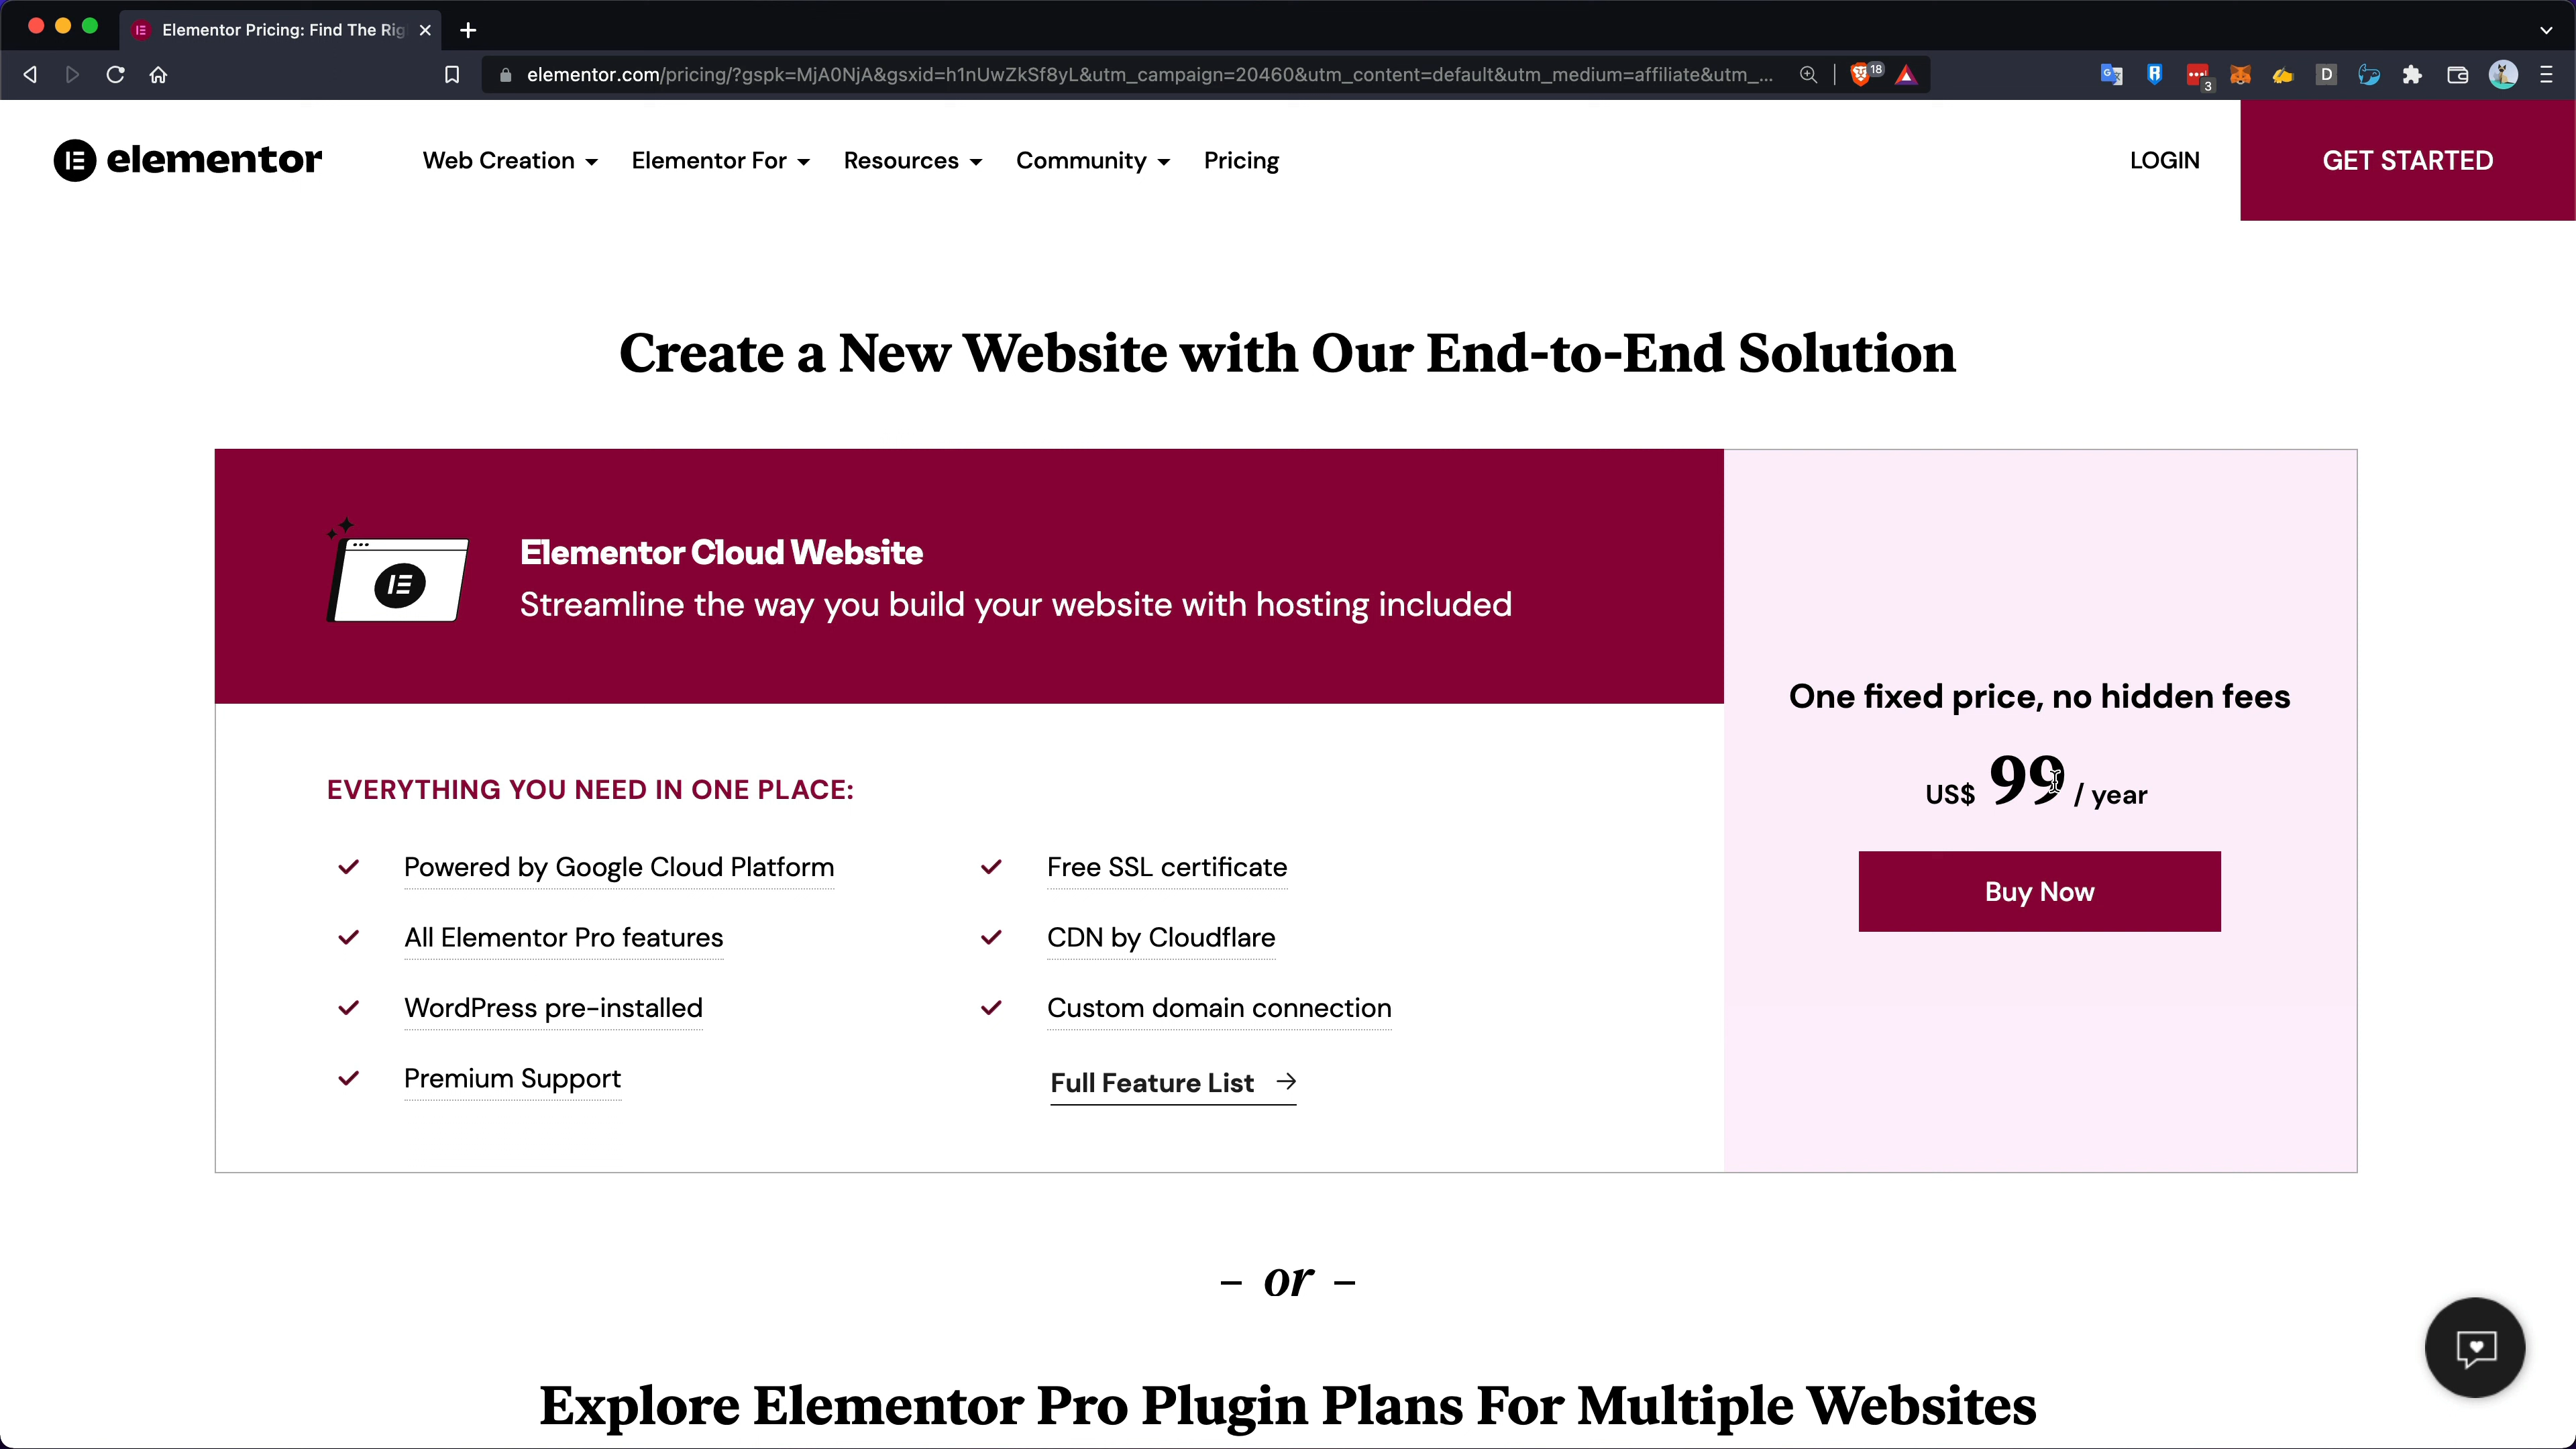 Elementor Pricing: Find The Rig
elementor.com/pricing/?gspk=MjA0NjA&gsxid=h1nUwZkSf8yL&utm_campaign=20460&utm_content=default&utm_medium=affiliate&utm_...
18
3
D
elementor
Web Creation
Elementor For
Resources
Community
Pricing
LOGIN
GET STARTED
Create a New Website with Our End-to-End Solution
Elementor Cloud Website
Streamline the way you build your website with hosting included
One fixed price, no hidden fees
US$ 99 / year
Buy Now
EVERYTHING YOU NEED IN ONE PLACE:
Powered by Google Cloud Platform
All Elementor Pro features
WordPress pre-installed
Premium Support
Free SSL certificate
CDN by Cloudflare
Custom domain connection
Full Feature List →
– or –
Explore Elementor Pro Plugin Plans For Multiple Websites